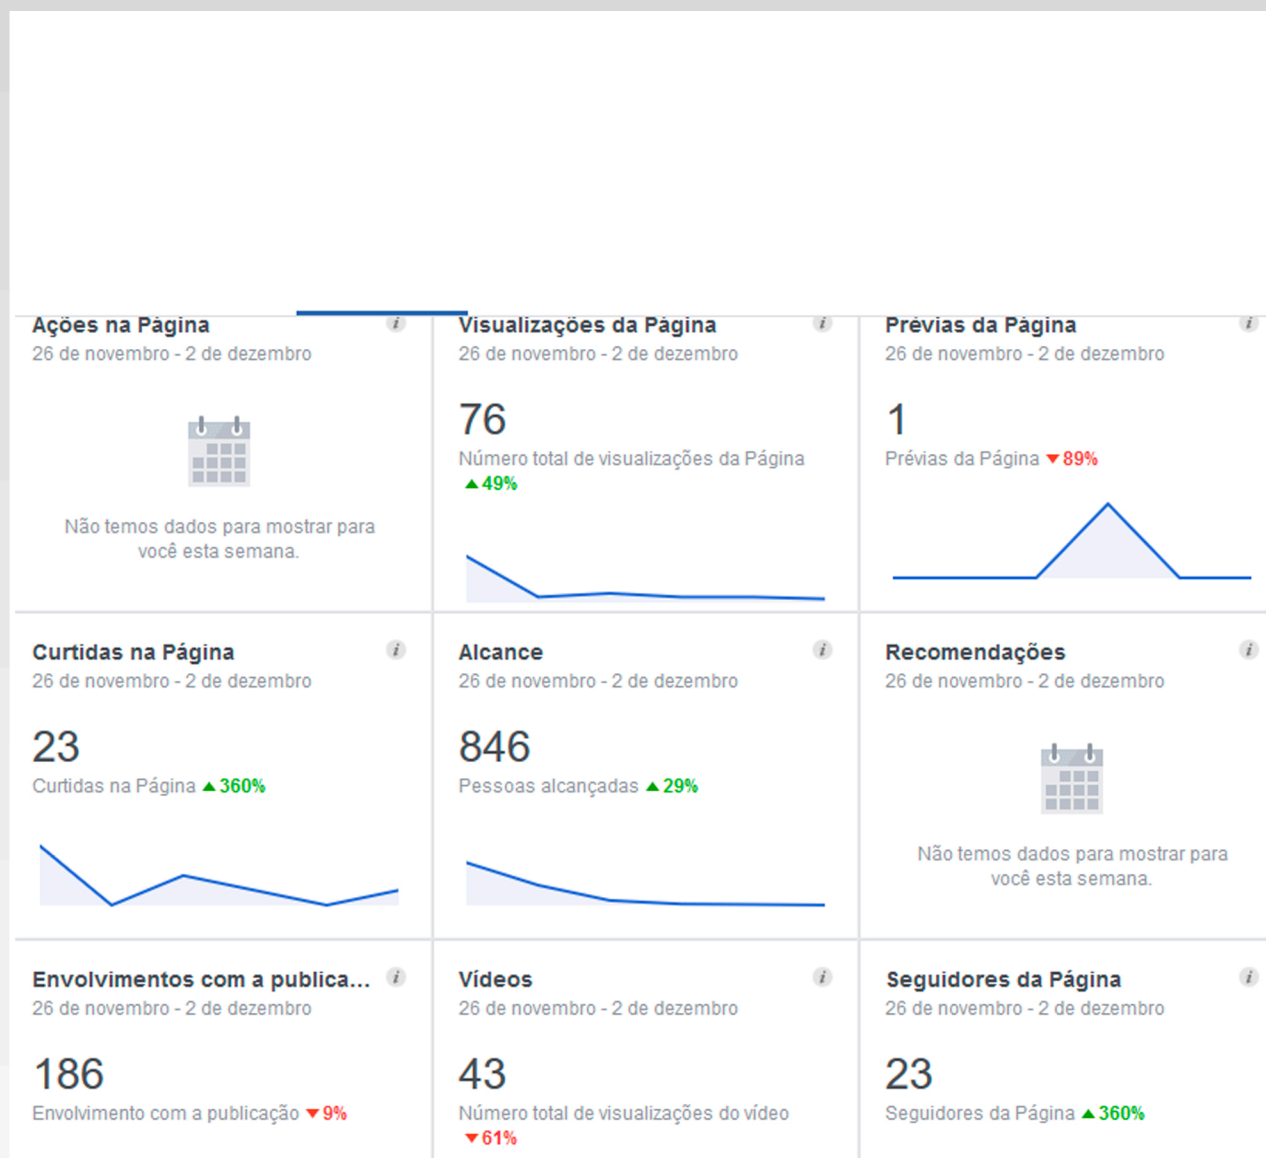 Ações na Página
26 de novembro - 2 de dezembro
Não temos dados para mostrar para
você esta semana.
Visualizações da Página
26 de novembro - 2 de dezembro
76
Número total de visualizações da Página
▲49%
Prévias da Página
26 de novembro - 2 de dezembro
1
Prévias da Página ▼89%
Curtidas na Página
26 de novembro - 2 de dezembro
23
Curtidas na Página ▲360%
Alcance
26 de novembro - 2 de dezembro
846
Pessoas alcançadas ▲29%
Recomendações
26 de novembro - 2 de dezembro
Não temos dados para mostrar para
você esta semana.
Envolvimentos com a publica...
26 de novembro - 2 de dezembro
186
Envolvimento com a publicação ▼9%
Vídeos
26 de novembro - 2 de dezembro
43
Número total de visualizações do vídeo
▼61%
Seguidores da Página
26 de novembro - 2 de dezembro
23
Seguidores da Página ▲360%